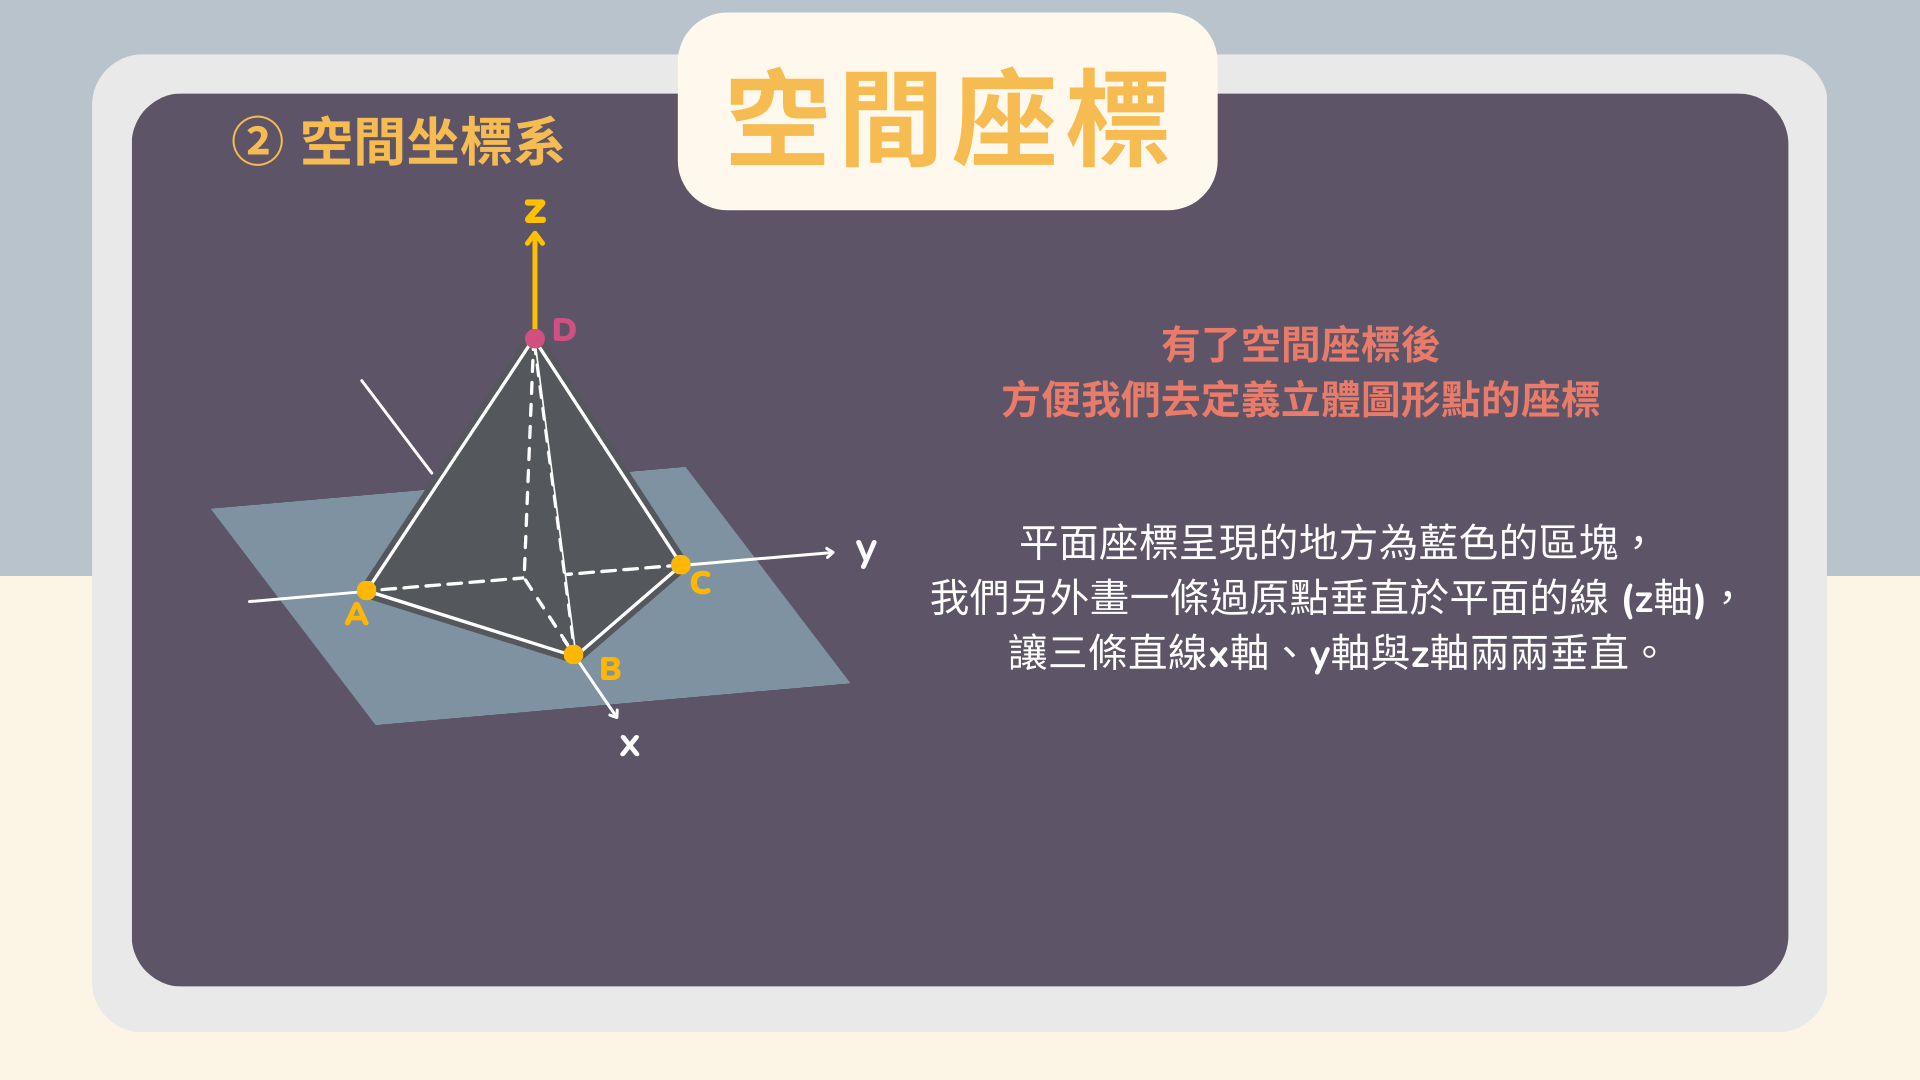 空間座標
② 空間坐標系
z
D
y
C
A
B
x
有了空間座標後
方便我們去定義立體圖形點的座標
平面座標呈現的地方為藍色的區塊，
我們另外畫一條過原點垂直於平面的線 (z軸)，
讓三條直線x軸、y軸與z軸兩兩垂直。